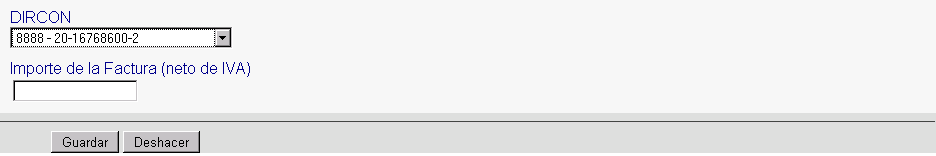 DIRCON
8888 - 20-16768600-2
Importe de la Factura (neto de IVA)
Guardar Deshacer